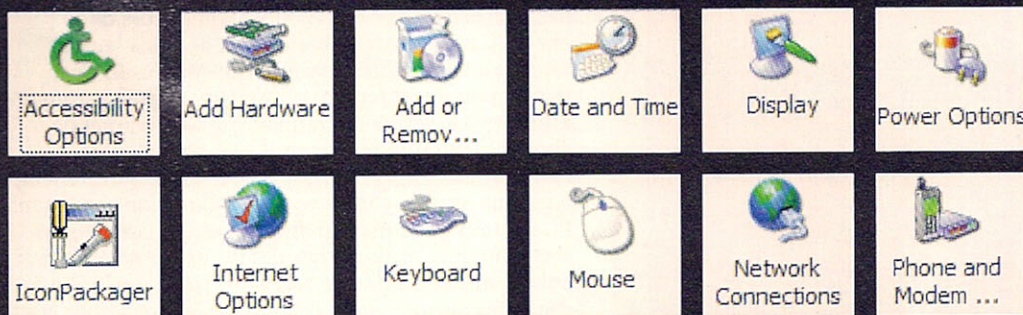 Accessibility
Options
Add Hardware
Add or
Remov...
Date and Time
Display
Power Options
IconPackager
Internet
Options
Keyboard
Mouse
Network
Connections
Phone and
Modem ...